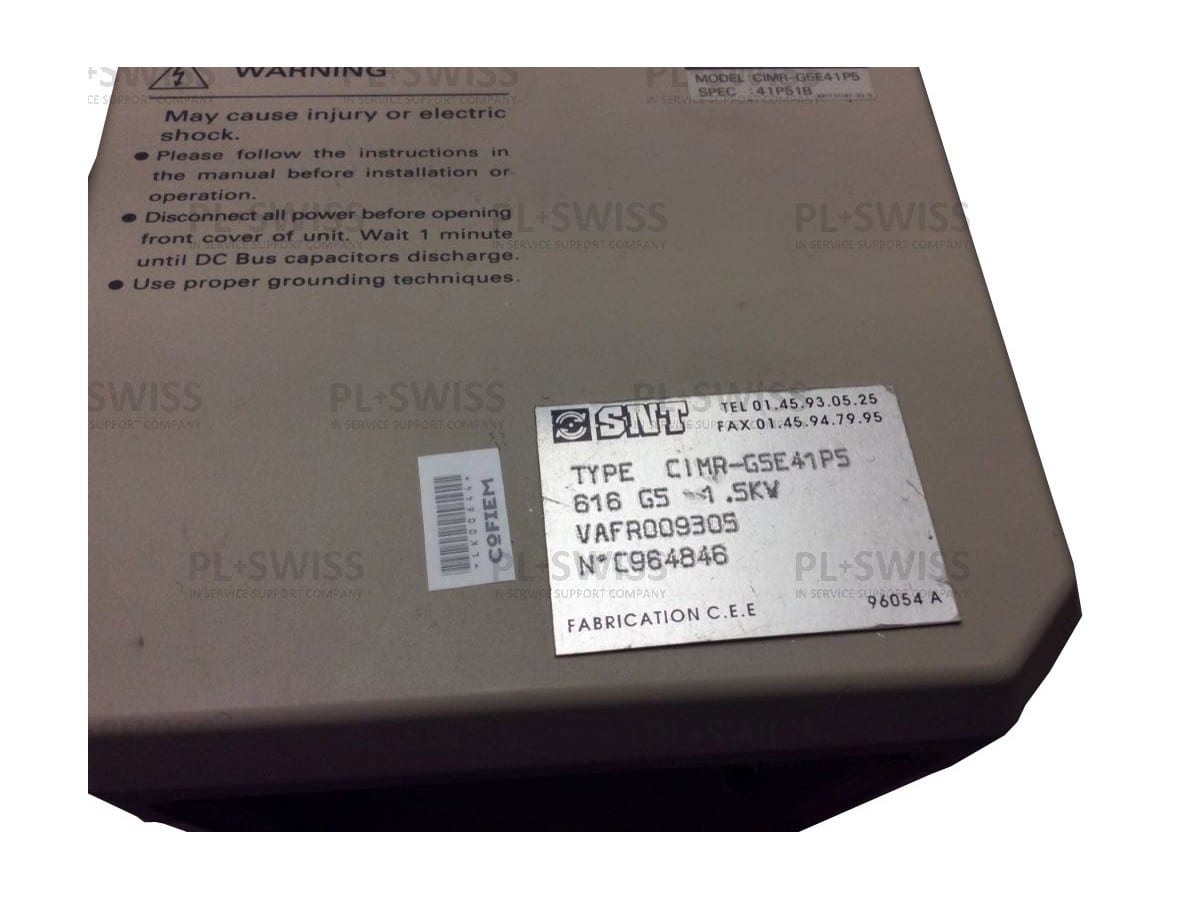 WARNING
May cause injury or electric
shock.
● Please follow the instructions in
the manual before installation or
operation.
● Disconnect all power before opening
front cover of unit. Wait 1 minute
until DC Bus capacitors discharge.
● Use proper grounding techniques.
MODEL: CIMR-G5E41P5
SPEC : 41P51B
SNT TEL 01.45.93.05.25
FAX 01.45.94.79.95
TYPE CIMR-G5E41P5
616 G5 1.5KW
VAFR009305
N° C964846
FABRICATION C.E.E 96054 A
*LK00644*
COFIEM
PL+SWISS
IN SERVICE SUPPORT COMPANY